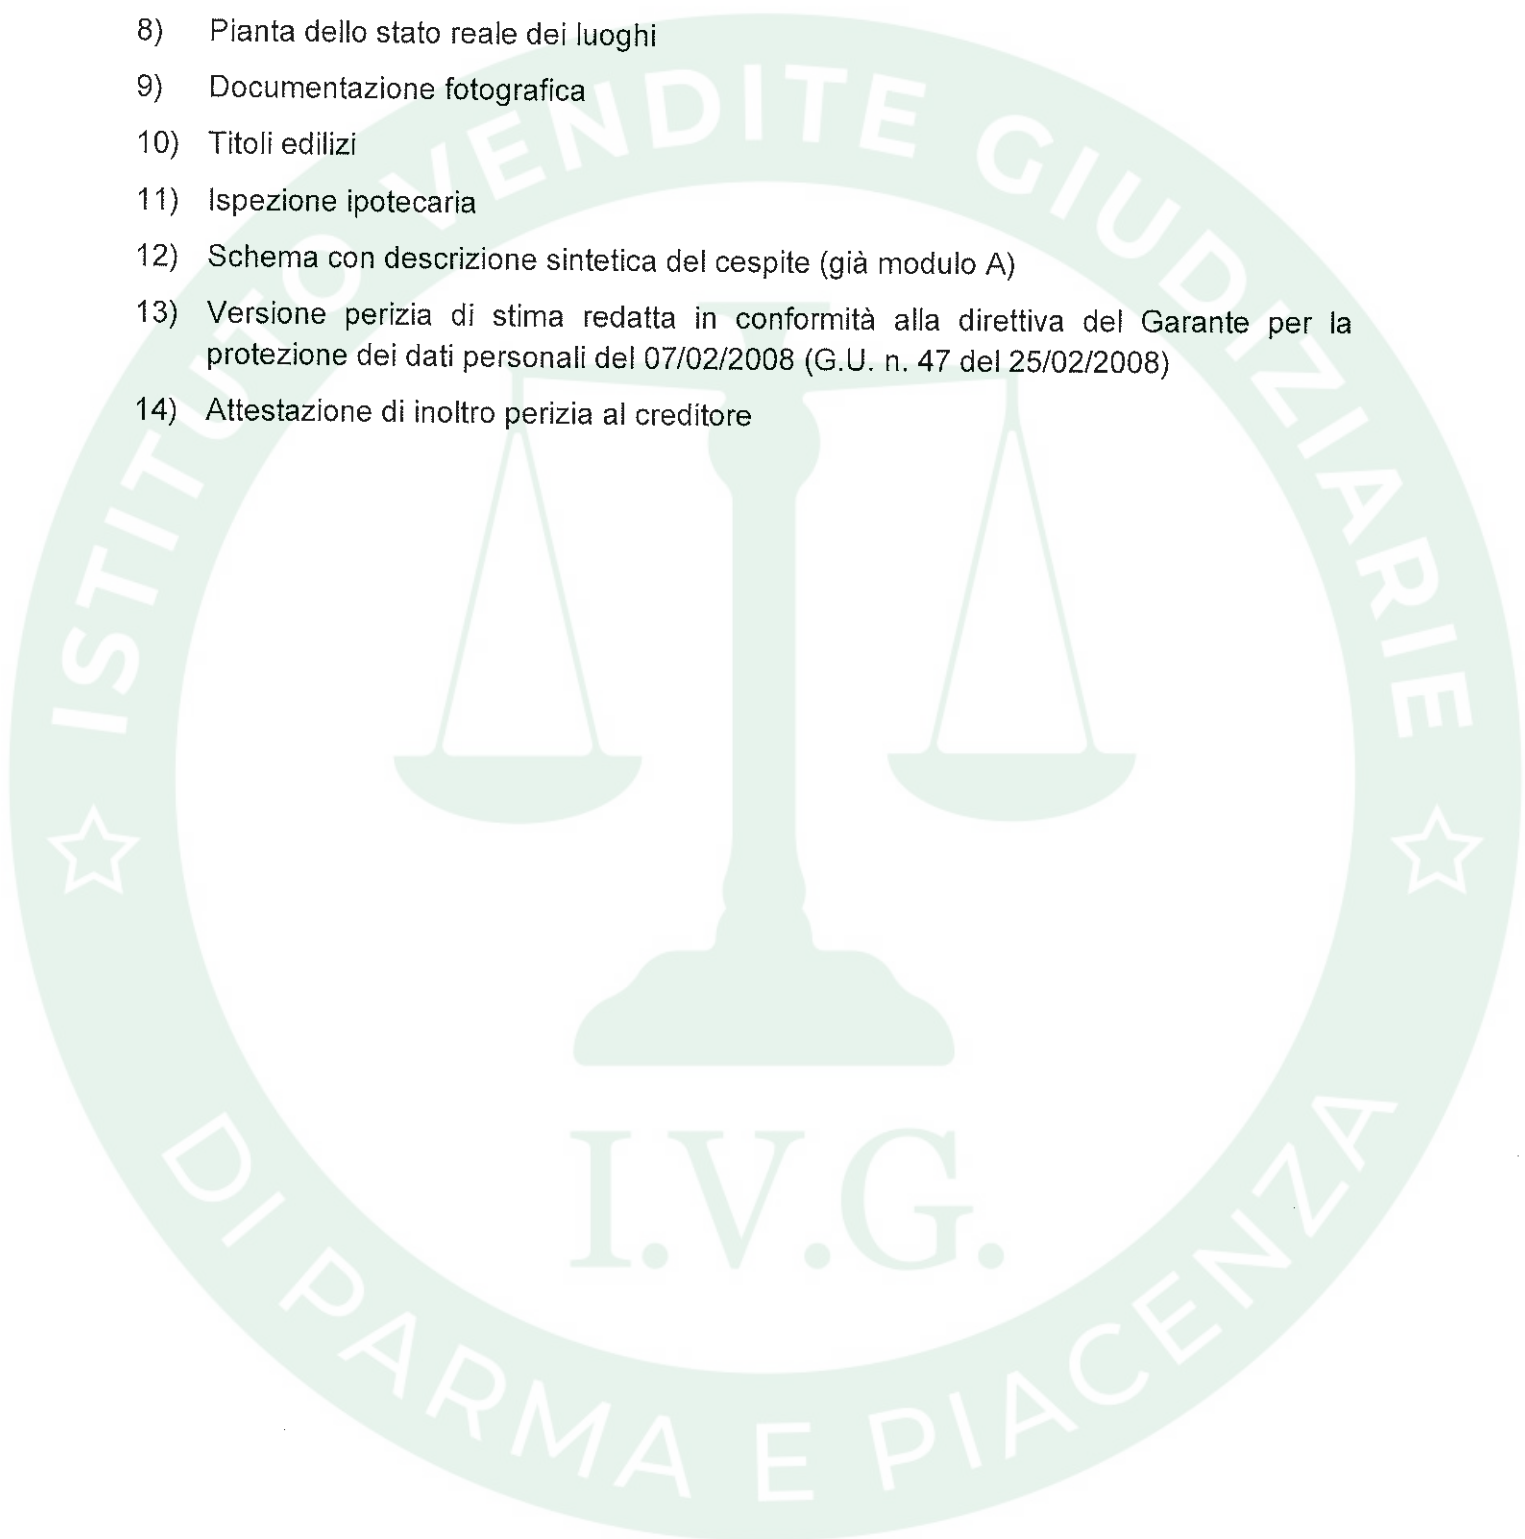 8) Pianta dello stato reale dei luoghi
9) Documentazione fotografica
10) Titoli edilizi
11) Ispezione ipotecaria
12) Schema con descrizione sintetica del cespite (già modulo A)
13) Versione perizia di stima redatta in conformità alla direttiva del Garante per la
protezione dei dati personali del 07/02/2008 (G.U. n. 47 del 25/02/2008)
14) Attestazione di inoltro perizia al creditore
ISTITUTO VENDITE GIUDIZIARIE
I.V.G.
DI PARMA E PIACENZA